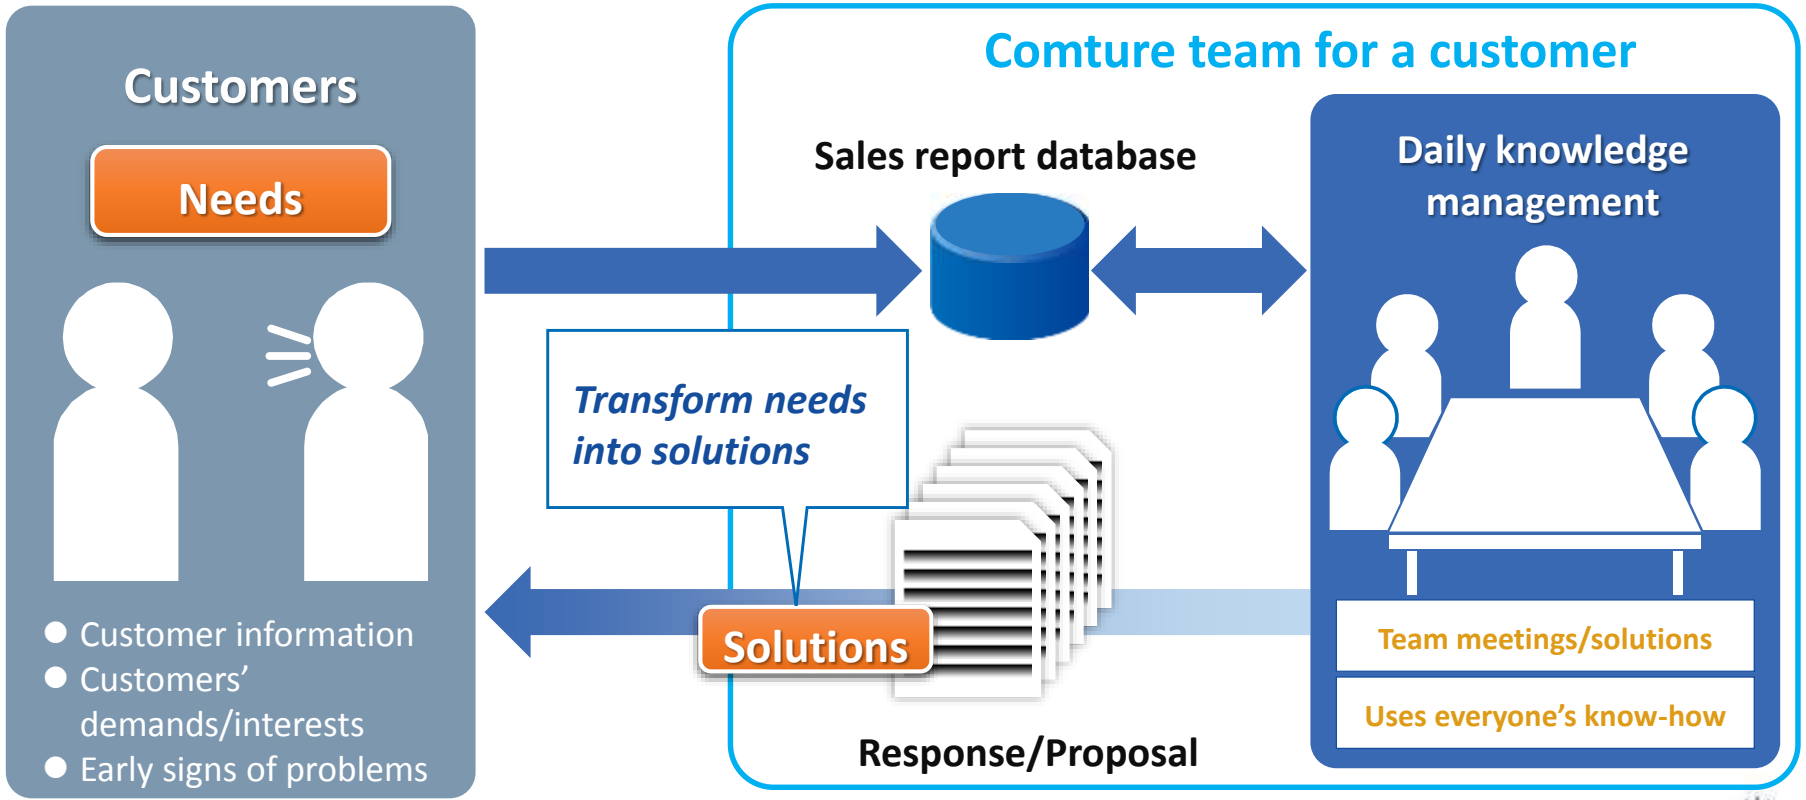 Customers
Needs
● Customer information
● Customers'
demands/interests
● Early signs of problems
Comture team for a customer
Sales report database
Transform needs
into solutions
Solutions
Response/Proposal
Daily knowledge
management
Team meetings/solutions
Uses everyone's know-how